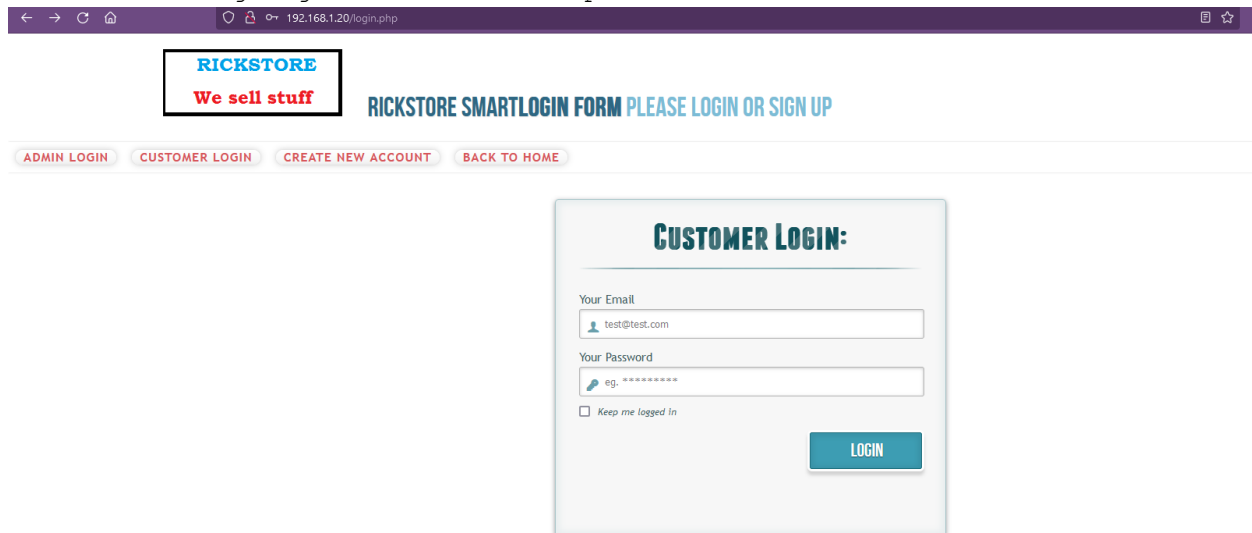 192.168.1.20/login.php
RICKSTORE
We sell stuff
RICKSTORE SMARTLOGIN FORM PLEASE LOGIN OR SIGN UP
ADMIN LOGIN CUSTOMER LOGIN CREATE NEW ACCOUNT BACK TO HOME
CUSTOMER LOGIN:
Your Email
test@test.com
Your Password
eg. *********
Keep me logged in
LOGIN